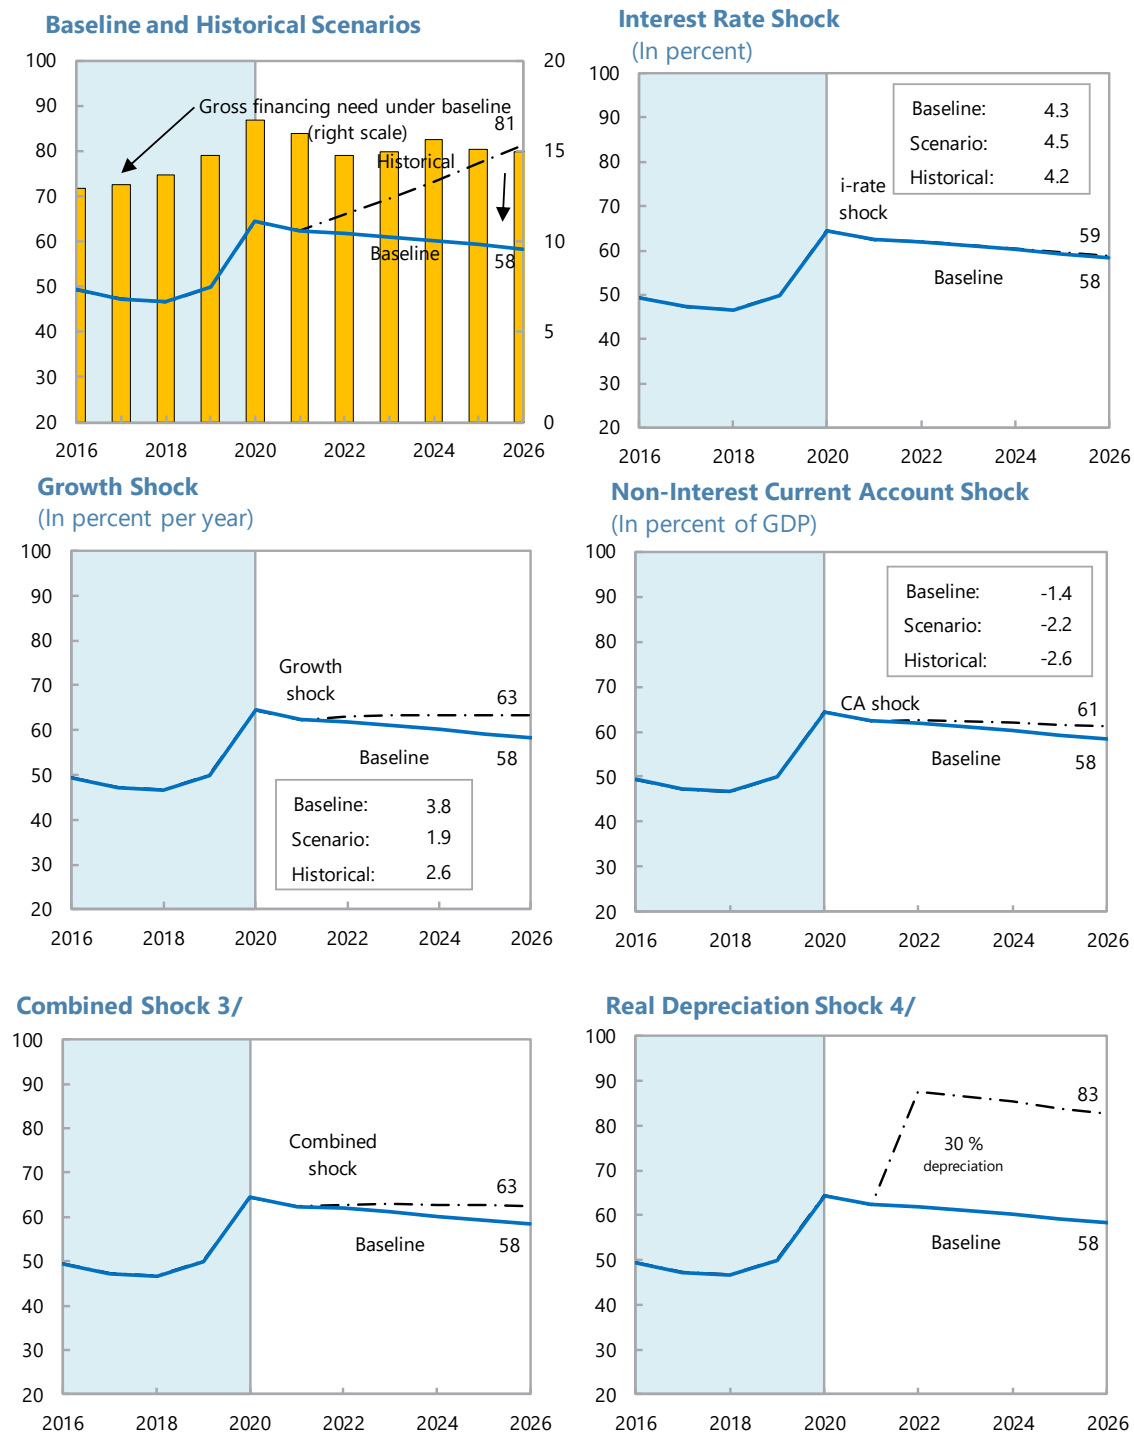 Baseline and Historical Scenarios
100
90
80
70
60
50
40
30
20
20
15
10
5
0
Gross financing need under baseline
(right scale)
81
Historical
Baseline
58
2016 2018 2020 2022 2024 2026
Interest Rate Shock
(In percent)
100
90
80
70
60
50
40
30
20
Baseline: 4.3
Scenario: 4.5
Historical: 4.2
i-rate
shock
59
Baseline
58
2016 2018 2020 2022 2024 2026
Growth Shock
(In percent per year)
100
90
80
70
60
50
40
30
20
Growth
shock
63
Baseline
58
Baseline: 3.8
Scenario: 1.9
Historical: 2.6
2016 2018 2020 2022 2024 2026
Non-Interest Current Account Shock
(In percent of GDP)
100
90
80
70
60
50
40
30
20
Baseline: -1.4
Scenario: -2.2
Historical: -2.6
CA shock
61
Baseline
58
2016 2018 2020 2022 2024 2026
Combined Shock 3/
100
90
80
70
60
50
40
30
20
Combined
shock
63
Baseline
58
2016 2018 2020 2022 2024 2026
Real Depreciation Shock 4/
100
90
80
70
60
50
40
30
20
83
30 %
depreciation
Baseline
58
2016 2018 2020 2022 2024 2026